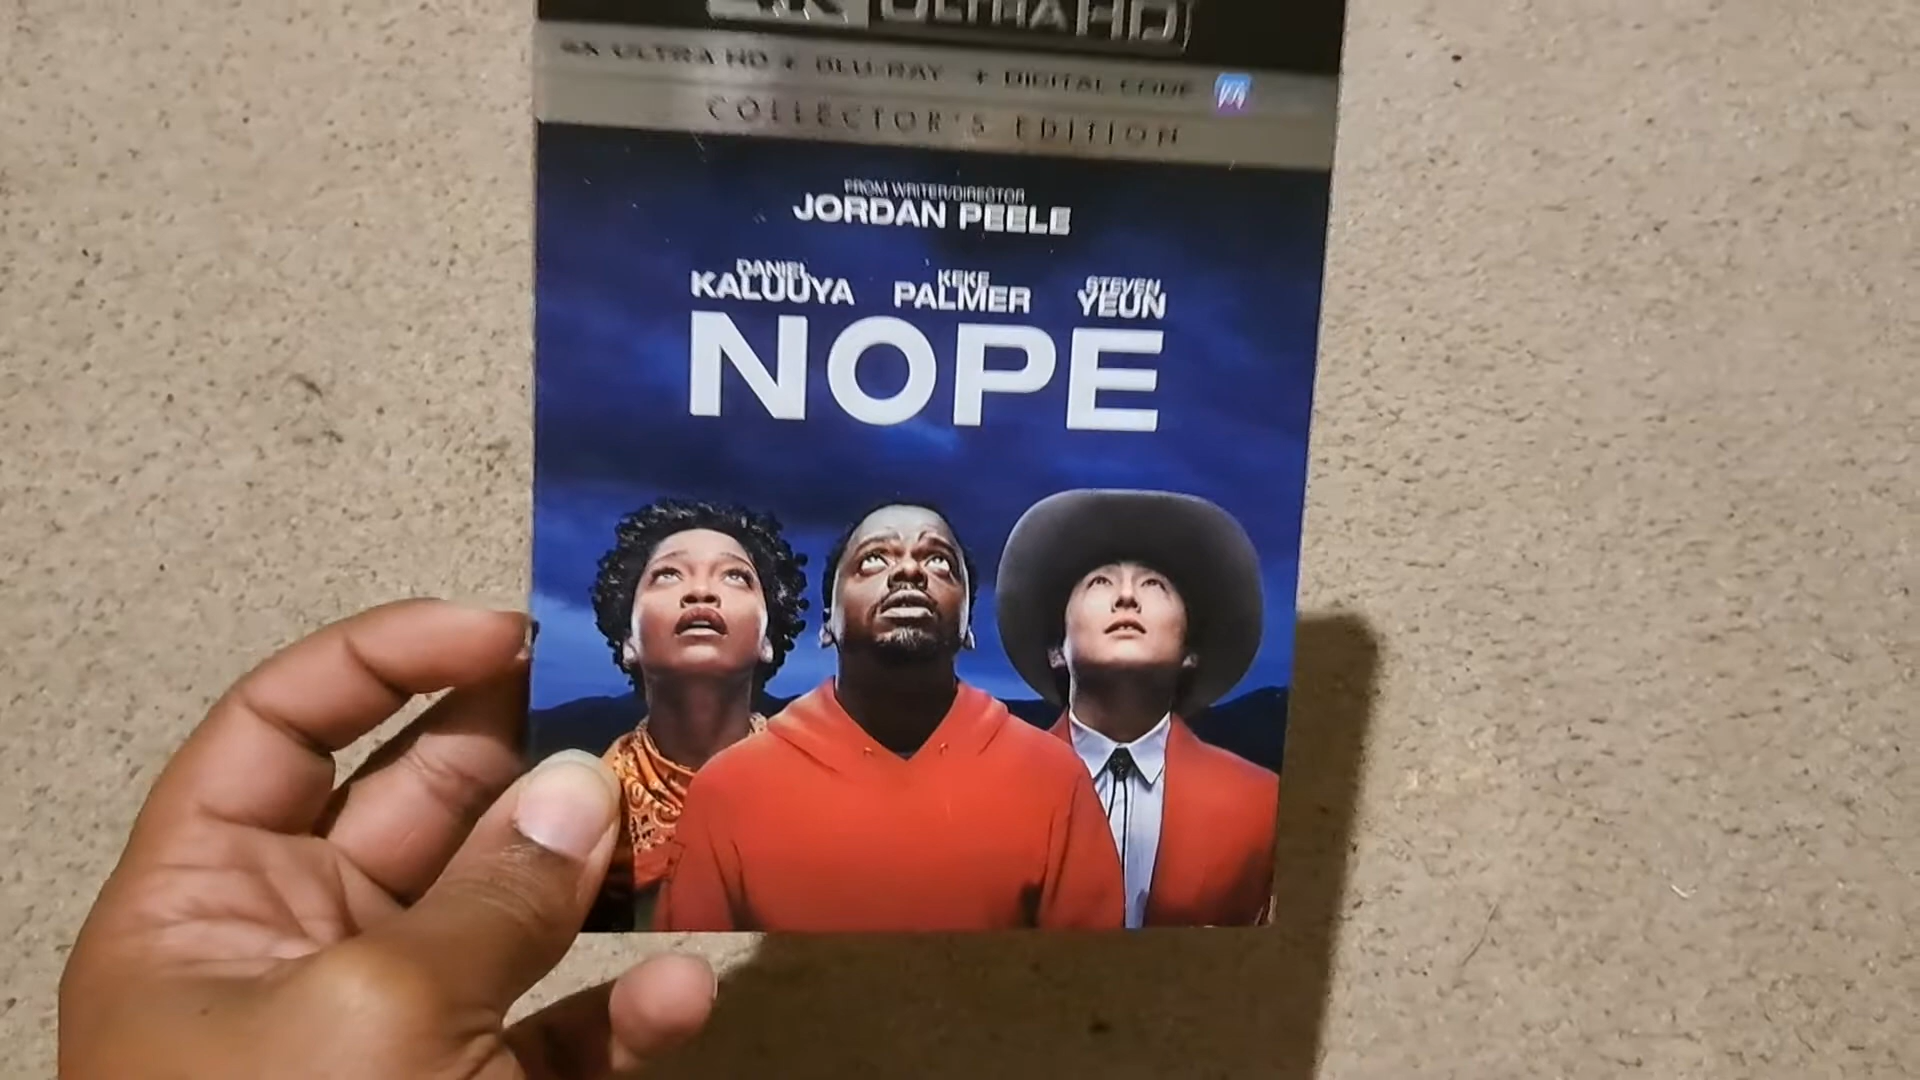 4K ULTRA HD
4K ULTRA HD + BLU-RAY + DIGITAL CODE
COLLECTOR'S EDITION
FROM WRITER/DIRECTOR
JORDAN PEELE
DANIEL KALUUYA
KEKE PALMER
STEVEN YEUN
NOPE